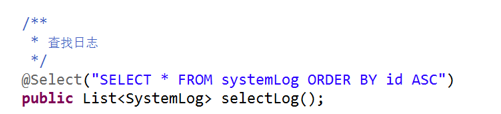 /**
* 查找日志
*/
@Select("SELECT * FROM systemLog ORDER BY id ASC")
public List<SystemLog> selectLog();